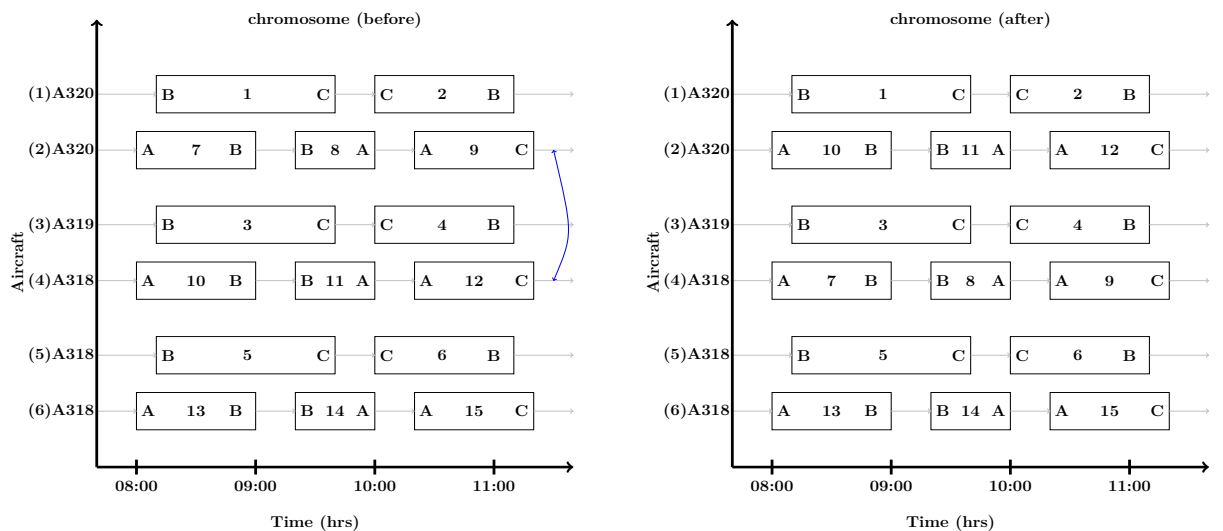 chromosome (before)
(1)A320 B 1 C C 2 B
(2)A320 A 7 B B 8 A A 9 C
(3)A319 B 3 C C 4 B
(4)A318 A 10 B B 11 A A 12 C
(5)A318 B 5 C C 6 B
(6)A318 A 13 B B 14 A A 15 C
Aircraft
08:00 09:00 10:00 11:00
Time (hrs)
chromosome (after)
(1)A320 B 1 C C 2 B
(2)A320 A 10 B B 11 A A 12 C
(3)A319 B 3 C C 4 B
(4)A318 A 7 B B 8 A A 9 C
(5)A318 B 5 C C 6 B
(6)A318 A 13 B B 14 A A 15 C
Aircraft
08:00 09:00 10:00 11:00
Time (hrs)